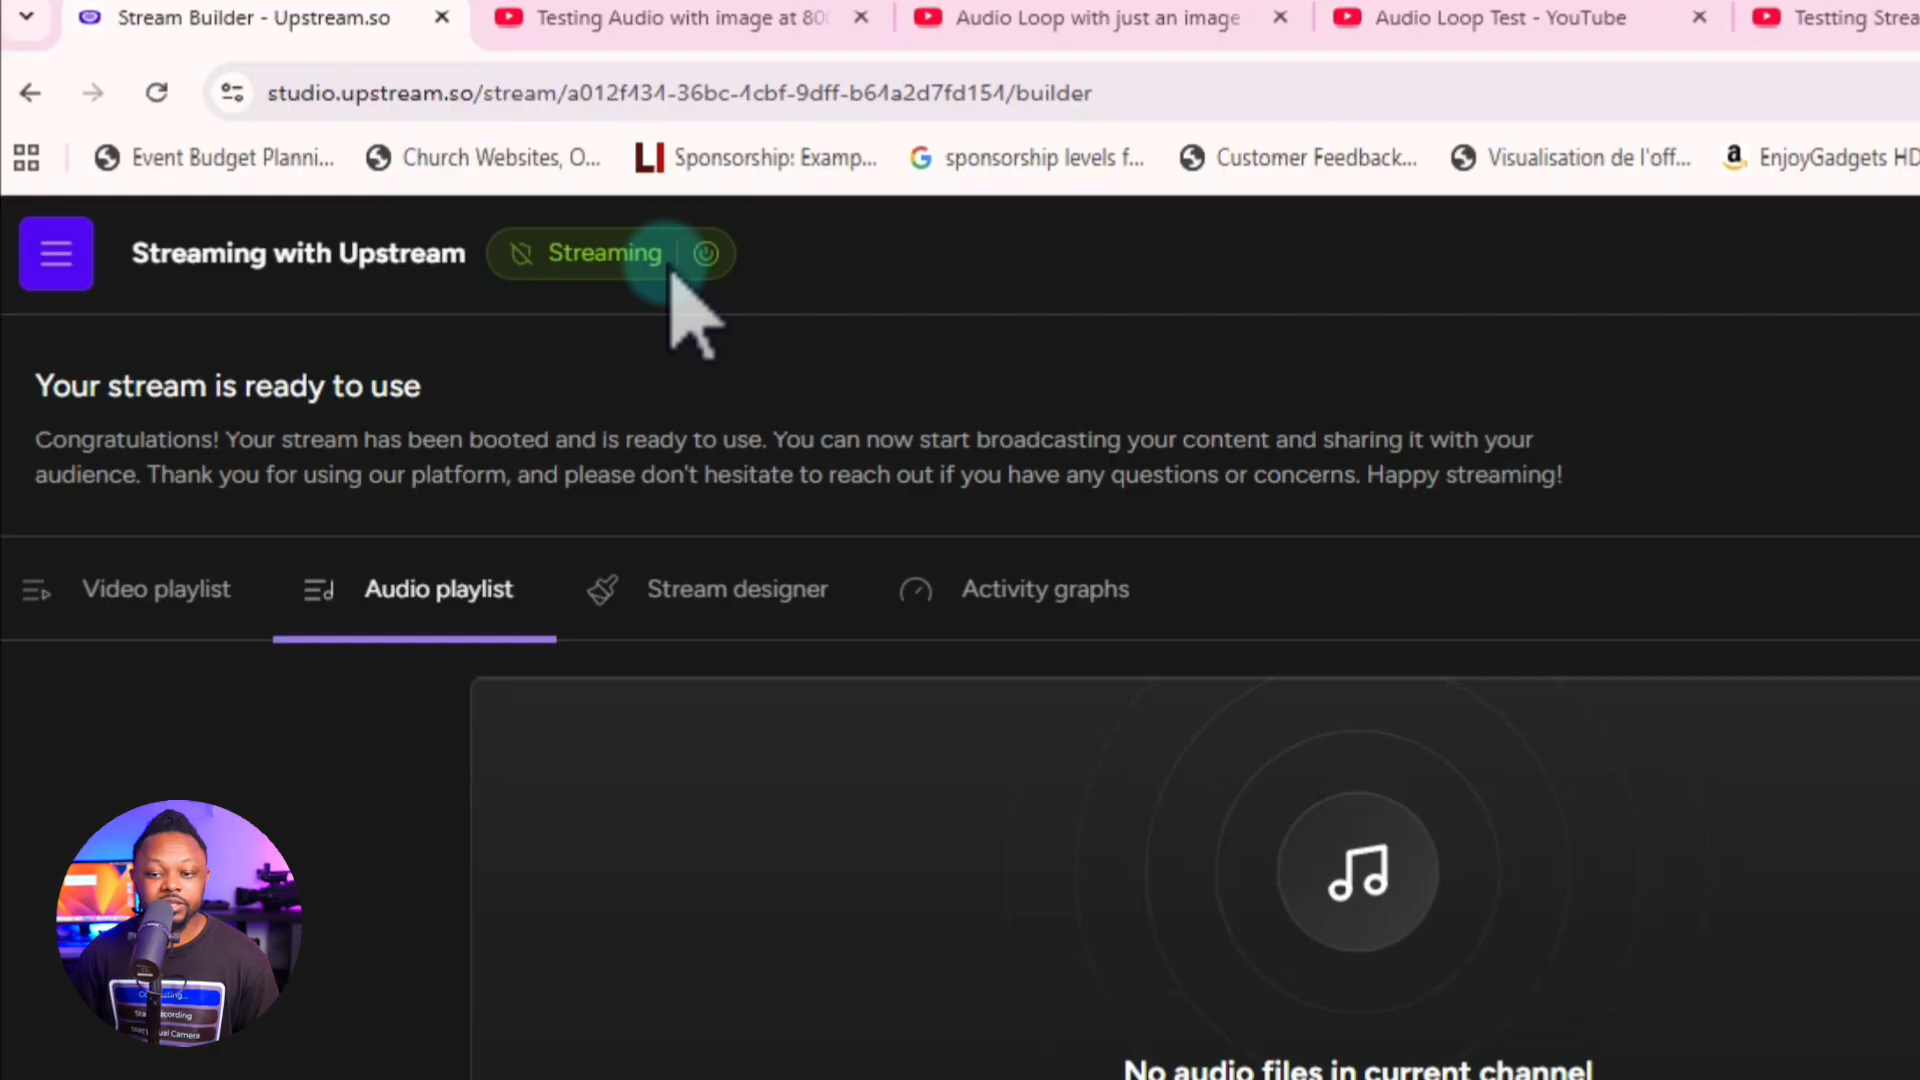 Stream Builder - Upstream.so
Testing Audio with image at 80
Audio Loop with just an image
Audio Loop Test - YouTube
Testting Strea
studio.upstream.so/stream/a012f434-36bc-4cbf-9dff-b64a2d7fd154/builder
Event Budget Planni...
Church Websites, O...
LI
Sponsorship: Examp...
sponsorship levels f...
Customer Feedback...
Visualisation de l'off...
EnjoyGadgets HD
Streaming with Upstream
Streaming
Your stream is ready to use
Congratulations! Your stream has been booted and is ready to use. You can now start broadcasting your content and sharing it with your
audience. Thank you for using our platform, and please don't hesitate to reach out if you have any questions or concerns. Happy streaming!
Video playlist
Audio playlist
Stream designer
Activity graphs
No audio files in current channel